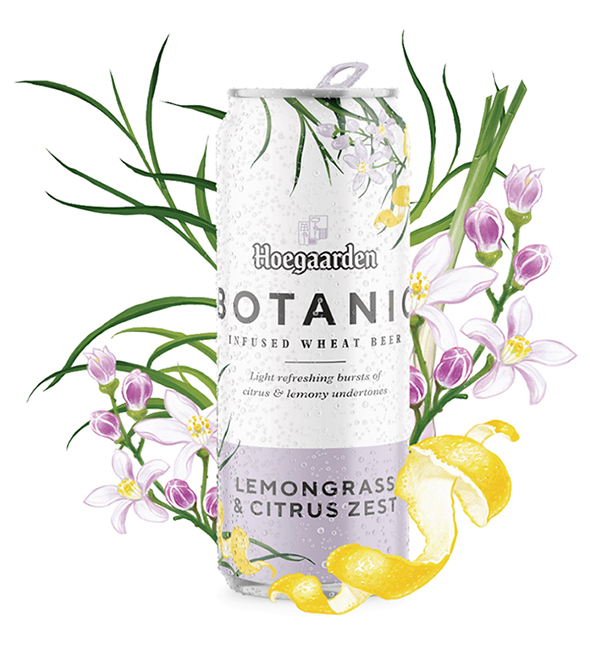 Hoegaarden
BOTANIC
INFUSED WHEAT BEER
Light refreshing bursts of
citrus & lemony undertones
LEMONGRASS
& CITRUS ZEST